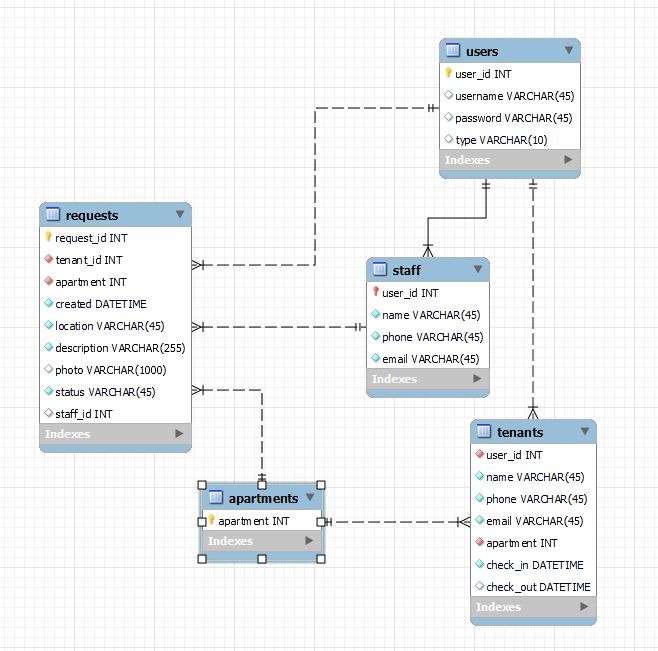 users
user_id INT
username VARCHAR(45)
password VARCHAR(45)
type VARCHAR(10)
Indexes
requests
request_id INT
tenant_id INT
apartment INT
created DATETIME
location VARCHAR(45)
description VARCHAR(255)
photo VARCHAR(1000)
status VARCHAR(45)
staff_id INT
Indexes
staff
user_id INT
name VARCHAR(45)
phone VARCHAR(45)
email VARCHAR(45)
Indexes
apartments
apartment INT
Indexes
tenants
user_id INT
name VARCHAR(45)
phone VARCHAR(45)
email VARCHAR(45)
apartment INT
check_in DATETIME
check_out DATETIME
Indexes